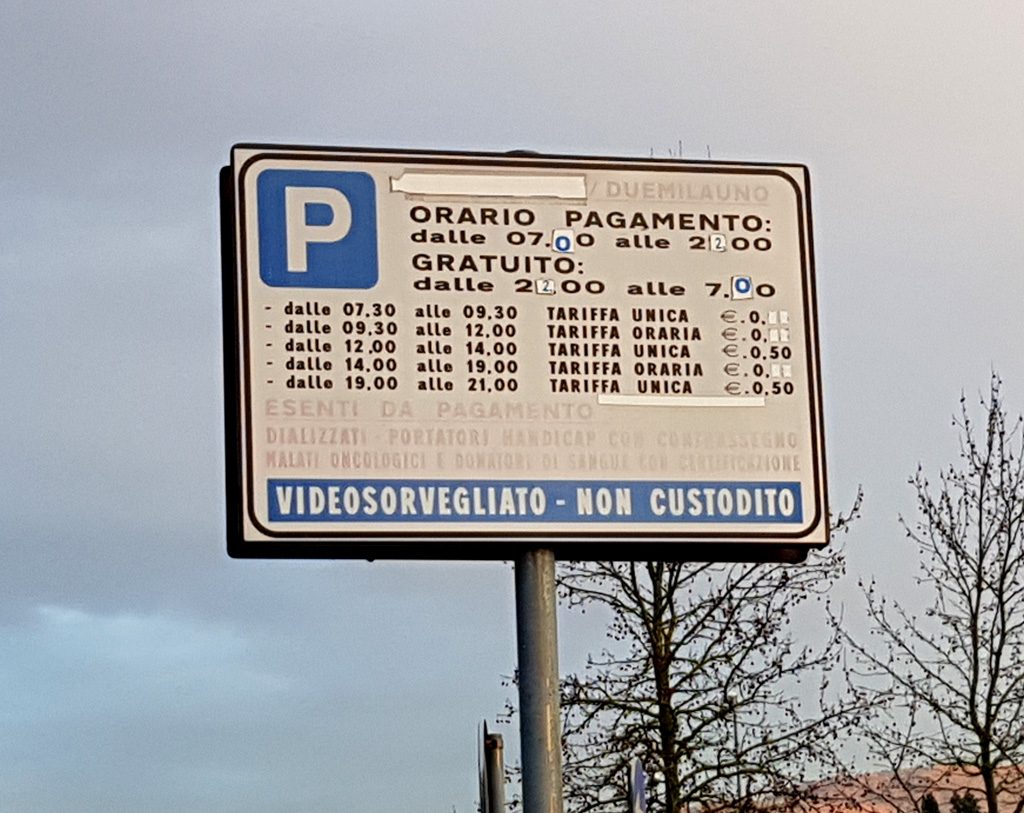 P
/ DUEMILAUNO
ORARIO PAGAMENTO:
dalle 07.00 alle 22.00
GRATUITO:
dalle 22.00 alle 7.00
- dalle 07.30 alle 09.30 TARIFFA UNICA €.0,
- dalle 09.30 alle 12.00 TARIFFA ORARIA €.0,
- dalle 12.00 alle 14.00 TARIFFA UNICA €.0,50
- dalle 14.00 alle 19.00 TARIFFA ORARIA €.0,
- dalle 19.00 alle 21.00 TARIFFA UNICA €.0,50
ESENTI DA PAGAMENTO
DIALIZZATI - PORTATORI HANDICAP CON CONTRASSEGNO
MALATI ONCOLOGICI E DONATORI DI SANGUE CON CERTIFICAZIONE
VIDEOSORVEGLIATO - NON CUSTODITO